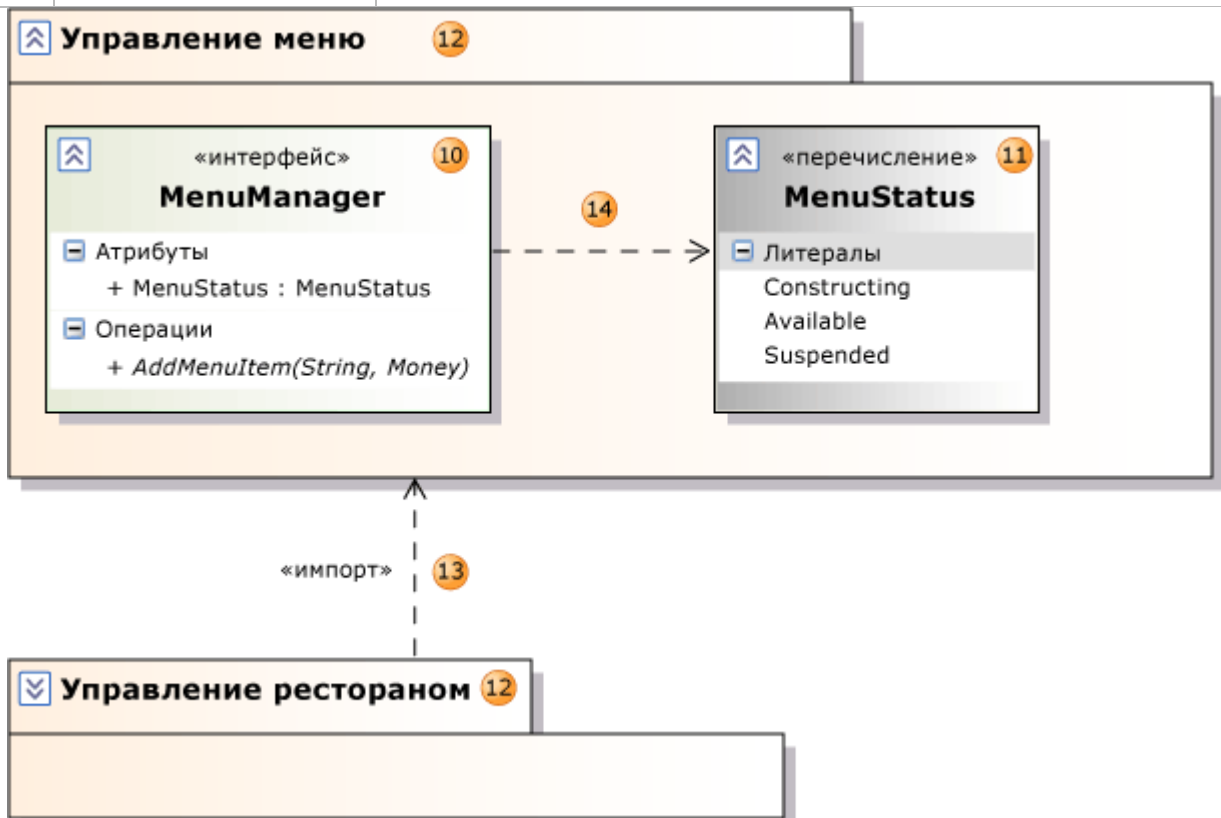 Управление меню 12
«интерфейс» 10
MenuManager
Атрибуты
+ MenuStatus : MenuStatus
Операции
+ AddMenuItem(String, Money)
14
«перечисление» 11
MenuStatus
Литералы
Constructing
Available
Suspended
«импорт» 13
Управление рестораном 12